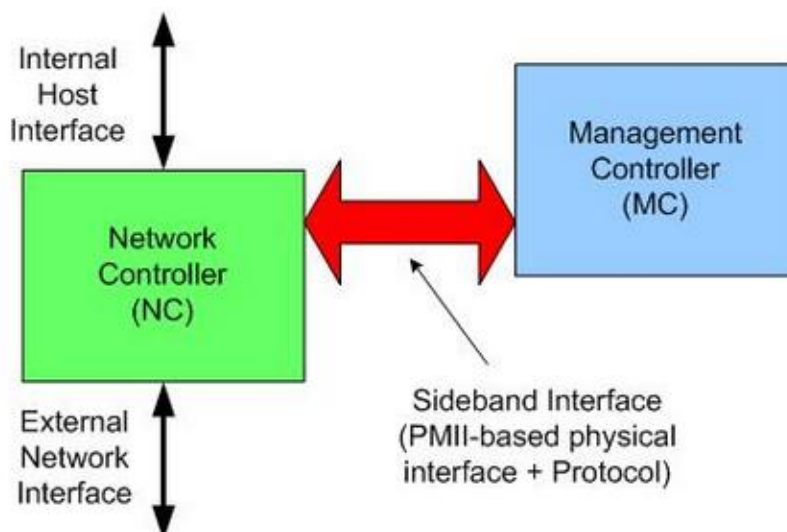 Internal
Host
Interface
Management
Controller
(MC)
Network
Controller
(NC)
Sideband Interface
(PMII-based physical
interface + Protocol)
External
Network
Interface